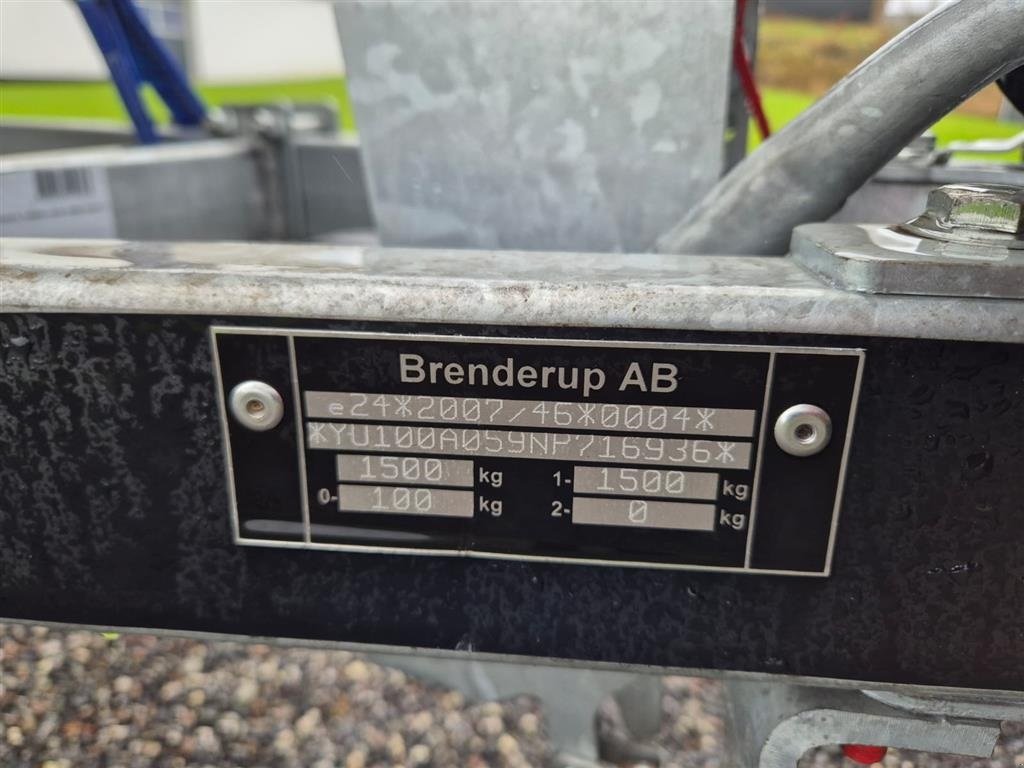 Brenderup AB
e24*2007/46*0004*
*YU100A059NP716936*
1500 kg 1- 1500 kg
0- 100 kg 2- 0 kg